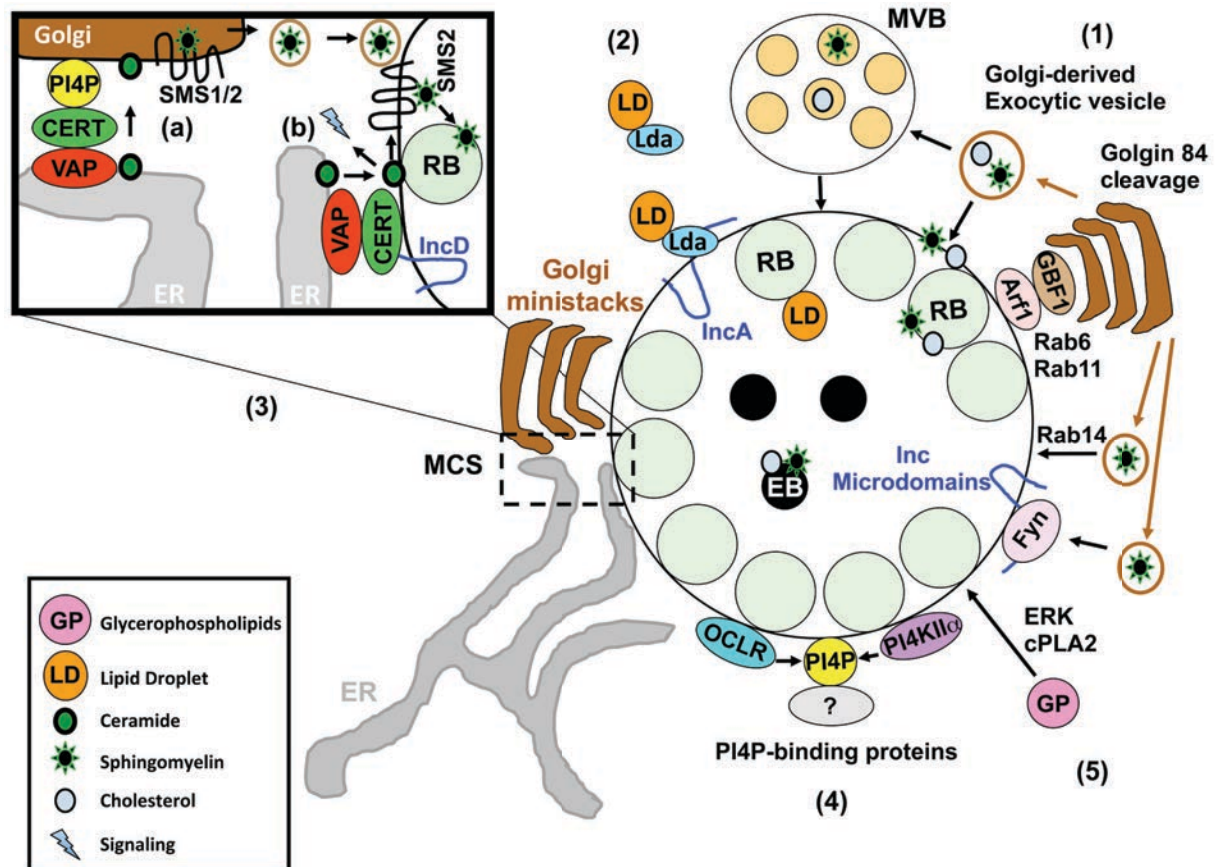 Golgi
PI4P
CERT
VAP
SMS1/2
(a)
ER
(b)
VAP
CERT
ER
SMS2
RB
IncD
(2)
LD
Lda
LD
Lda
IncA
MVB
(1)
Golgi-derived
Exocytic vesicle
Golgin 84
cleavage
GBF1
Arf1
Rab6
Rab11
Rab14
RB
LD
RB
EB
Inc
Microdomains
Fyn
Golgi
ministacks
(3)
MCS
ER
OCLR
PI4P
PI4KIIα
?
PI4P-binding proteins
(4)
ERK
cPLA2
GP
(5)
GP Glycerophospholipids
LD Lipid Droplet
Ceramide
Sphingomyelin
Cholesterol
Signaling